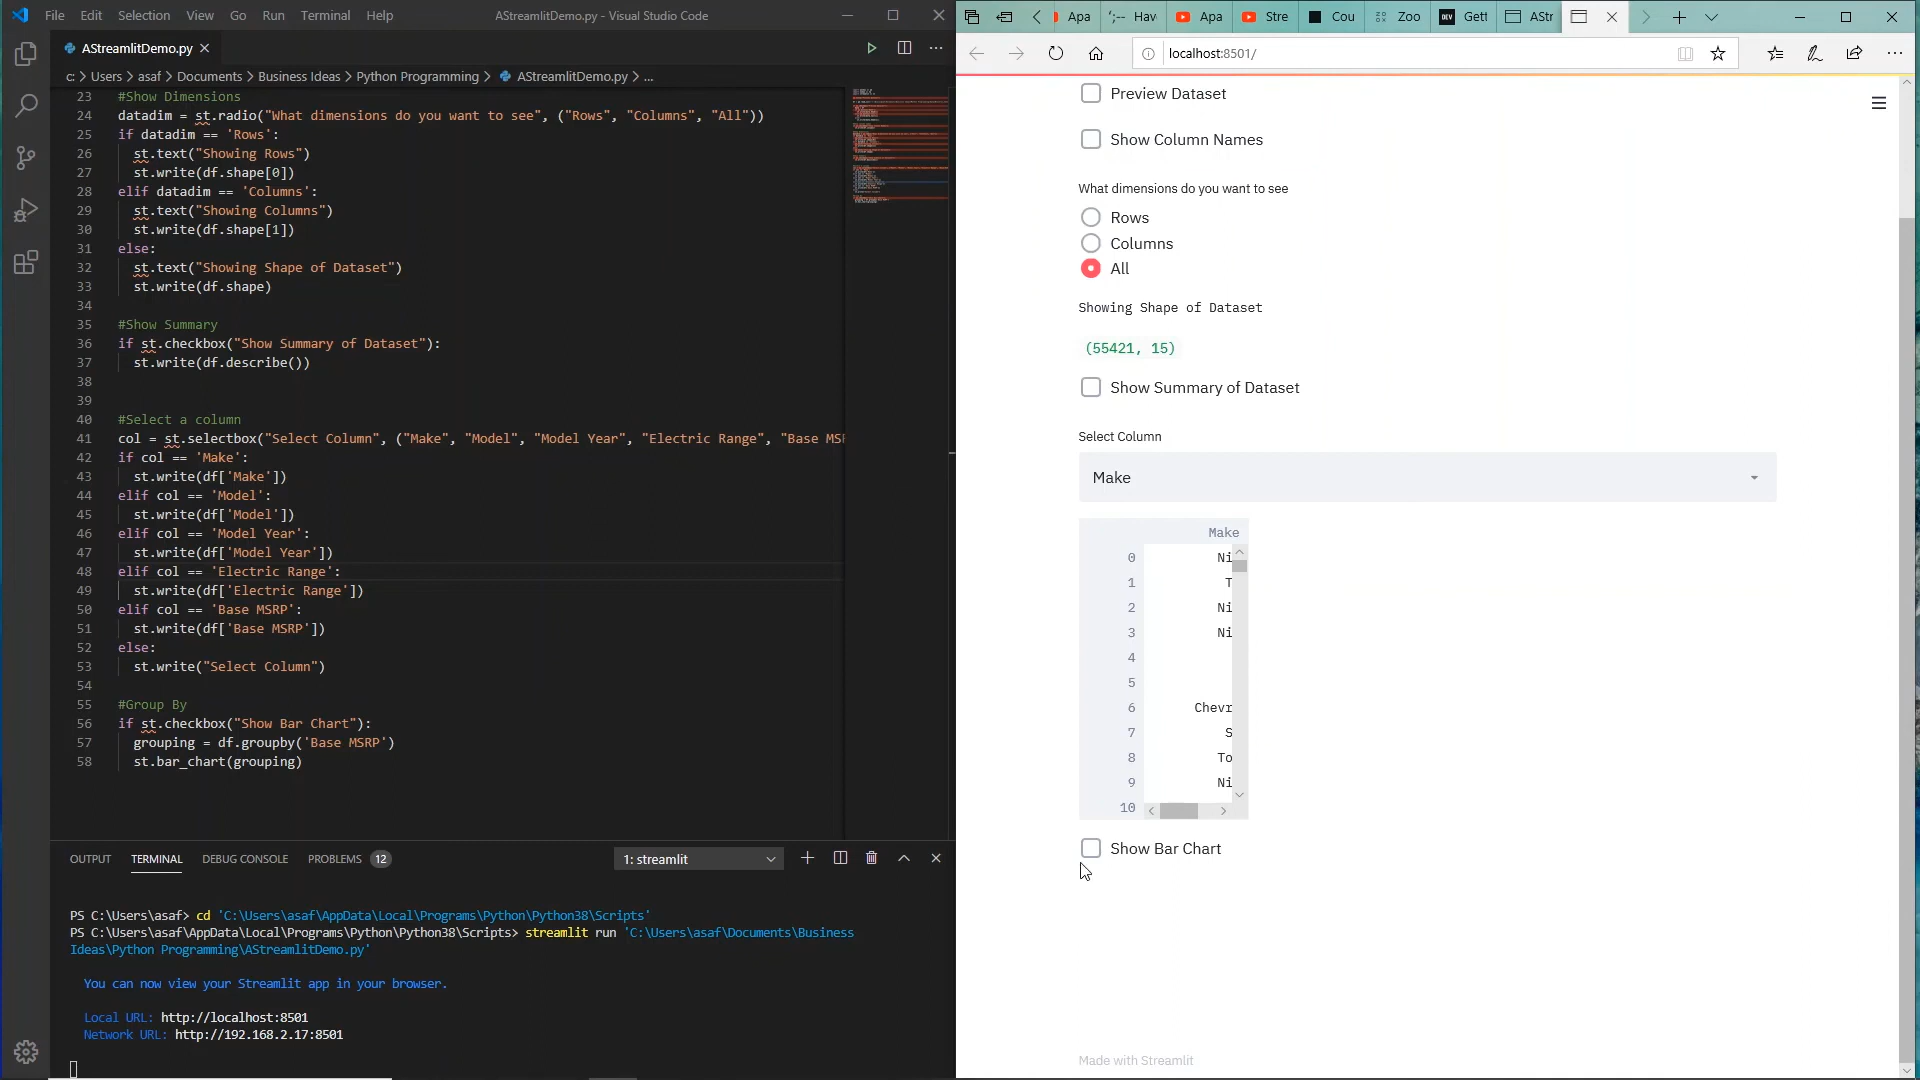 File Edit Selection View Go Run Terminal Help AStreamlitDemo.py - Visual Studio Code
AStreamlitDemo.py
c: > Users > asaf > Documents > Business Ideas > Python Programming > AStreamlitDemo.py > ...
23 #Show Dimensions
24 datadim = st.radio("What dimensions do you want to see", ("Rows", "Columns", "All"))
25 if datadim == 'Rows':
26 st.text("Showing Rows")
27 st.write(df.shape[0])
28 elif datadim == 'Columns':
29 st.text("Showing Columns")
30 st.write(df.shape[1])
31 else:
32 st.text("Showing Shape of Dataset")
33 st.write(df.shape)
34
35 #Show Summary
36 if st.checkbox("Show Summary of Dataset"):
37 st.write(df.describe())
38
39
40 #Select a column
41 col = st.selectbox("Select Column", ("Make", "Model", "Model Year", "Electric Range", "Base MSR
42 if col == 'Make':
43 st.write(df['Make'])
44 elif col == 'Model':
45 st.write(df['Model'])
46 elif col == 'Model Year':
47 st.write(df['Model Year'])
48 elif col == 'Electric Range':
49 st.write(df['Electric Range'])
50 elif col == 'Base MSRP':
51 st.write(df['Base MSRP'])
52 else:
53 st.write("Select Column")
54
55 #Group By
56 if st.checkbox("Show Bar Chart"):
57 grouping = df.groupby('Base MSRP')
58 st.bar_chart(grouping)
OUTPUT TERMINAL DEBUG CONSOLE PROBLEMS 12 1: streamlit
PS C:\Users\asaf> cd 'C:\Users\asaf\AppData\Local\Programs\Python\Python38\Scripts'
PS C:\Users\asaf\AppData\Local\Programs\Python\Python38\Scripts> streamlit run 'C:\Users\asaf\Documents\Business
Ideas\Python Programming\AStreamlitDemo.py'
You can now view your Streamlit app in your browser.
Local URL: http://localhost:8501
Network URL: http://192.168.2.17:8501
Apa Hav Apa Stre Cou Zoo DEV Gett AStr
localhost:8501/
Preview Dataset
Show Column Names
What dimensions do you want to see
Rows
Columns
All
Showing Shape of Dataset
(55421, 15)
Show Summary of Dataset
Select Column
Make
Make
0 Ni
1 T
2 Ni
3 Ni
4
5
6 Chevr
7 S
8 To
9 Ni
10
Show Bar Chart
Made with Streamlit